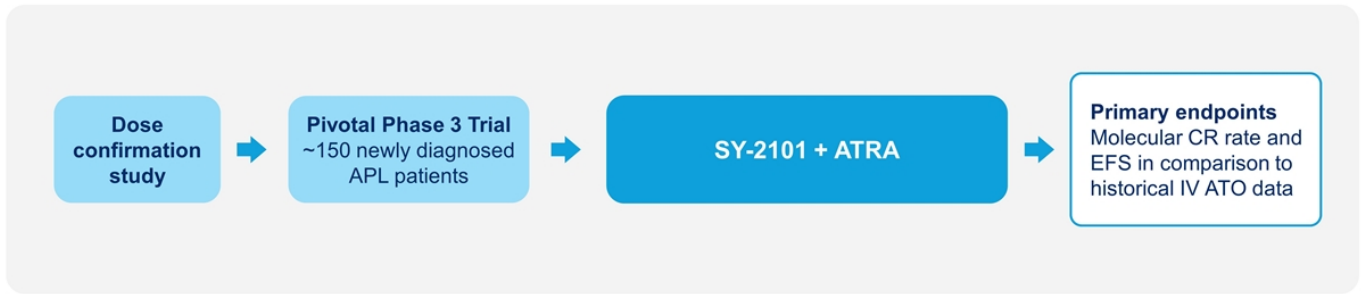 Dose
confirmation
study
Pivotal Phase 3 Trial
~150 newly diagnosed
APL patients
SY-2101 + ATRA
Primary endpoints
Molecular CR rate and
EFS in comparison to
historical IV ATO data